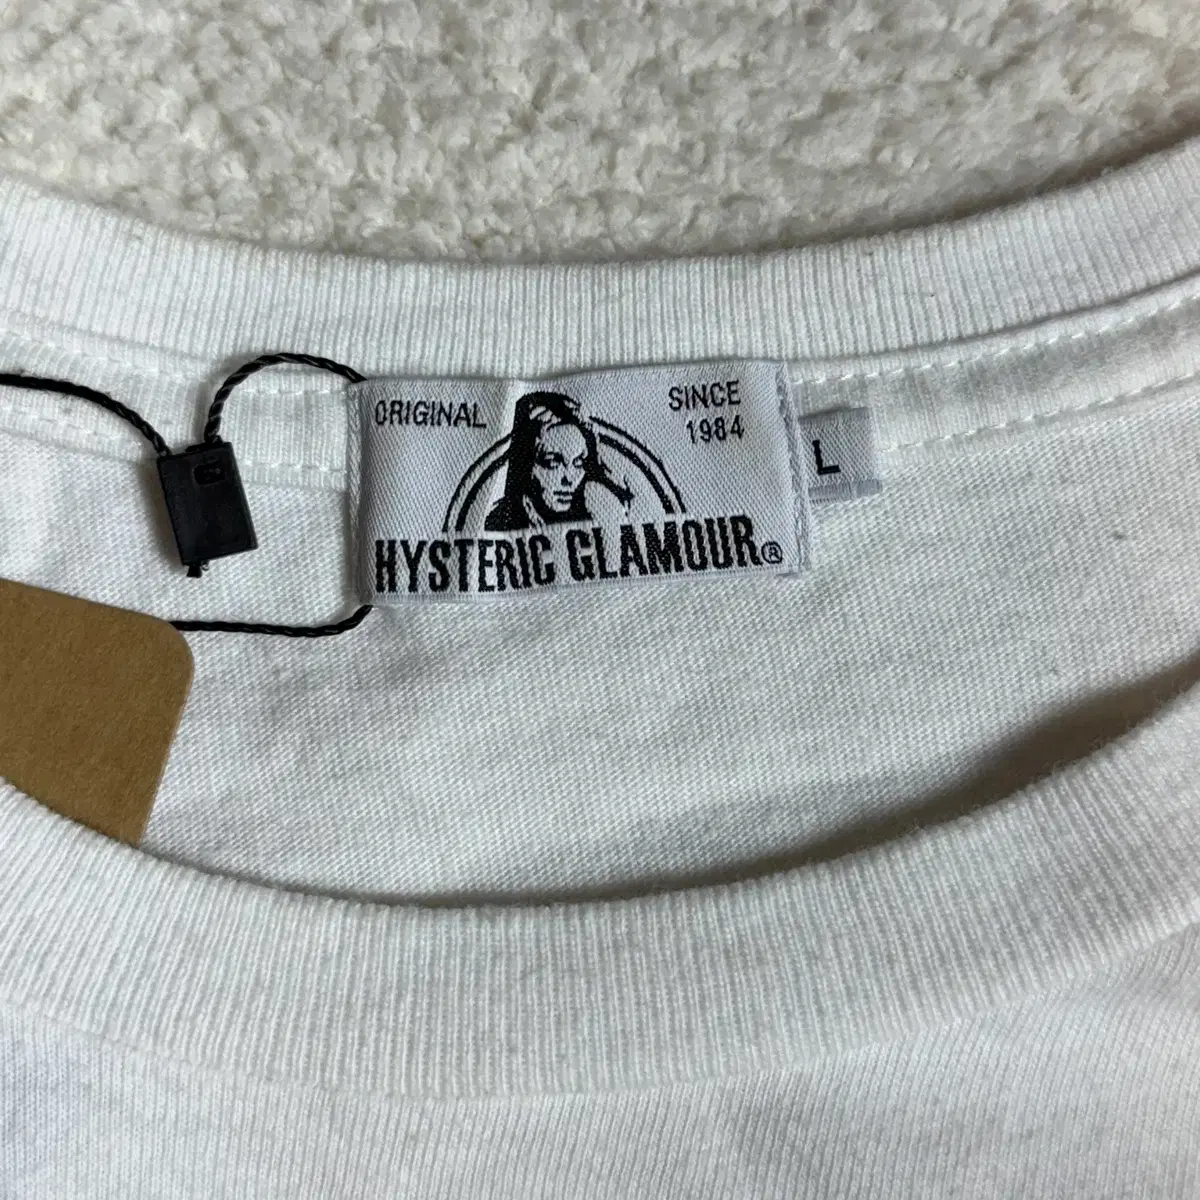 ORIGINAL
SINCE
1984
HYSTERIC GLAMOUR®
L